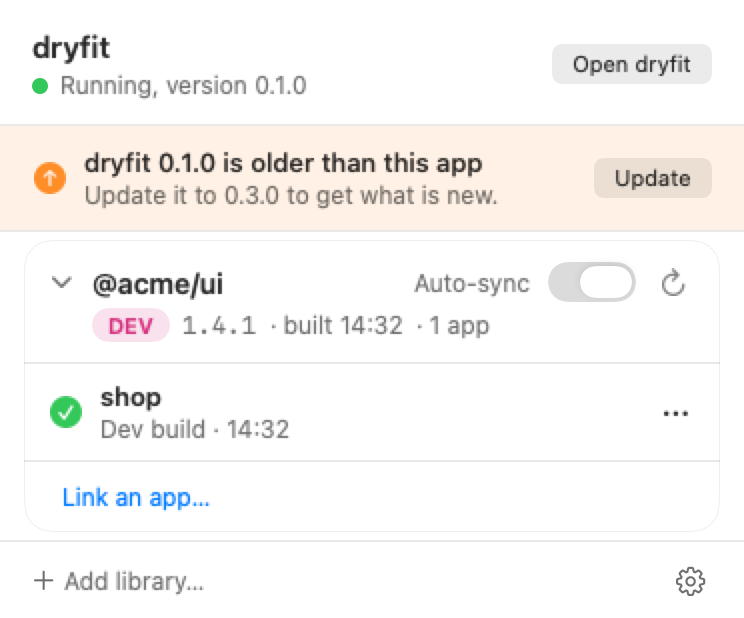 dryfit
Running, version 0.1.0
Open dryfit
dryfit 0.1.0 is older than this app
Update it to 0.3.0 to get what is new.
Update
@acme/ui
Auto-sync
DEV 1.4.1 · built 14:32 · 1 app
shop
Dev build · 14:32
Link an app...
Add library...